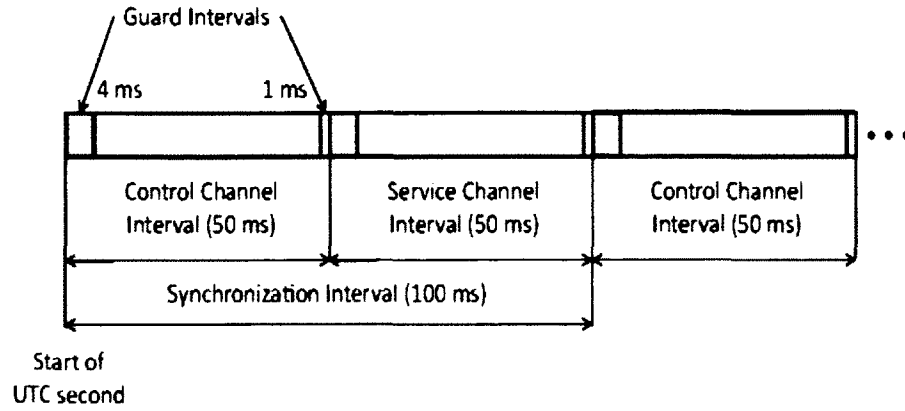 Guard Intervals
4 ms
1 ms
Control Channel
Interval (50 ms)
Service Channel
Interval (50 ms)
Control Channel
Interval (50 ms)
Synchronization Interval (100 ms)
Start of
UTC second